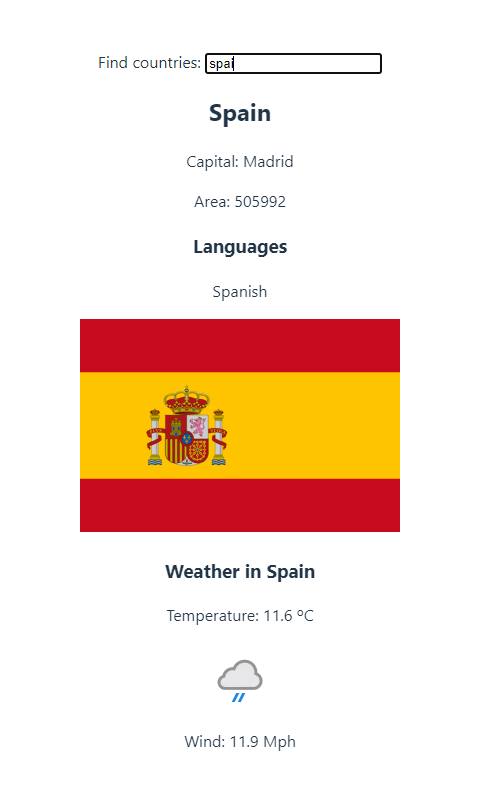 Find countries: spai
Spain
Capital: Madrid
Area: 505992
Languages
Spanish
Weather in Spain
Temperature: 11.6 ºC
Wind: 11.9 Mph